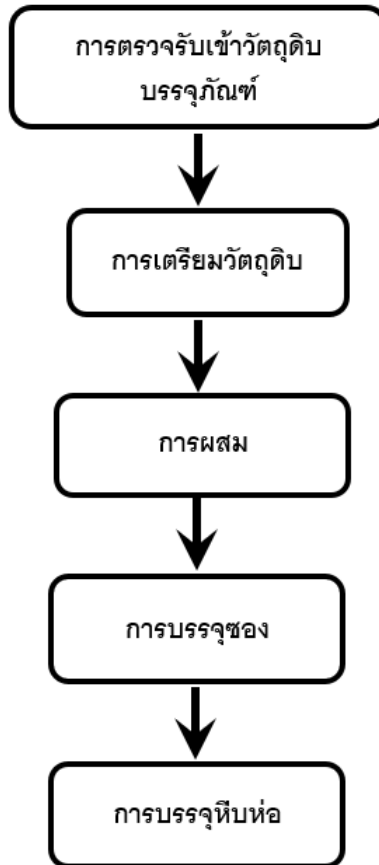 การตรวจรับเข้าวัตถุดิบ
บรรจุภัณฑ์
การเตรียมวัตถุดิบ
การผสม
การบรรจุซอง
การบรรจุหีบห่อ